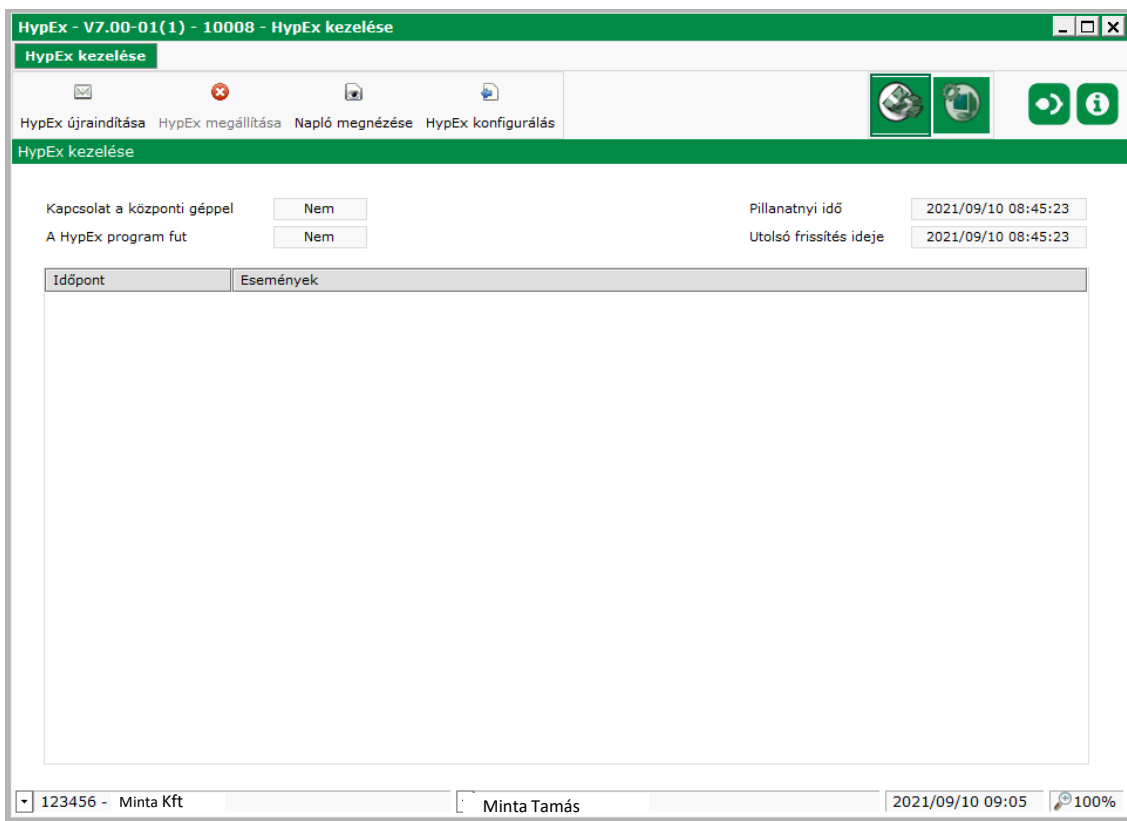 HypEx - V7.00-01(1) - 10008 - HypEx kezelése
HypEx kezelése
HypEx újraindítása HypEx megállítása Napló megnézése HypEx konfigurálás
HypEx kezelése
Kapcsolat a központi géppel Nem Pillanatnyi idő 2021/09/10 08:45:23
A HypEx program fut Nem Utolsó frissítés ideje 2021/09/10 08:45:23
Időpont Események
123456 - Minta Kft Minta Tamás 2021/09/10 09:05 100%